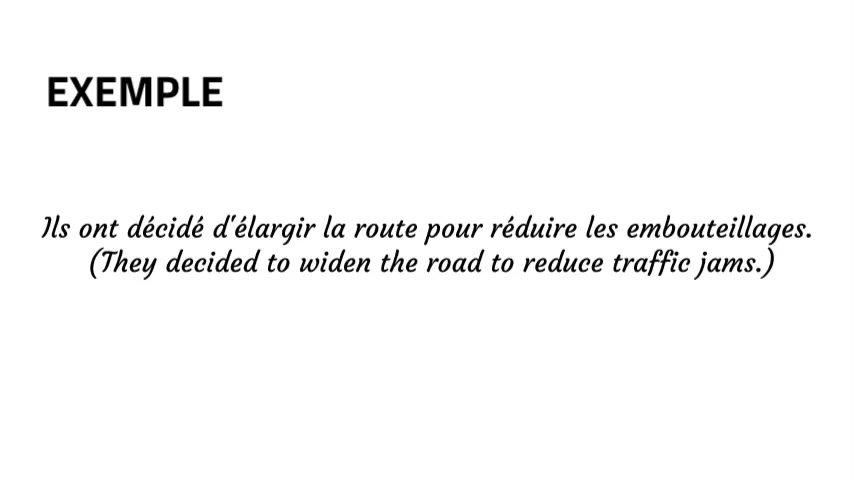 EXEMPLE
Ils ont décidé d'élargir la route pour réduire les embouteillages.
(They decided to widen the road to reduce traffic jams.)